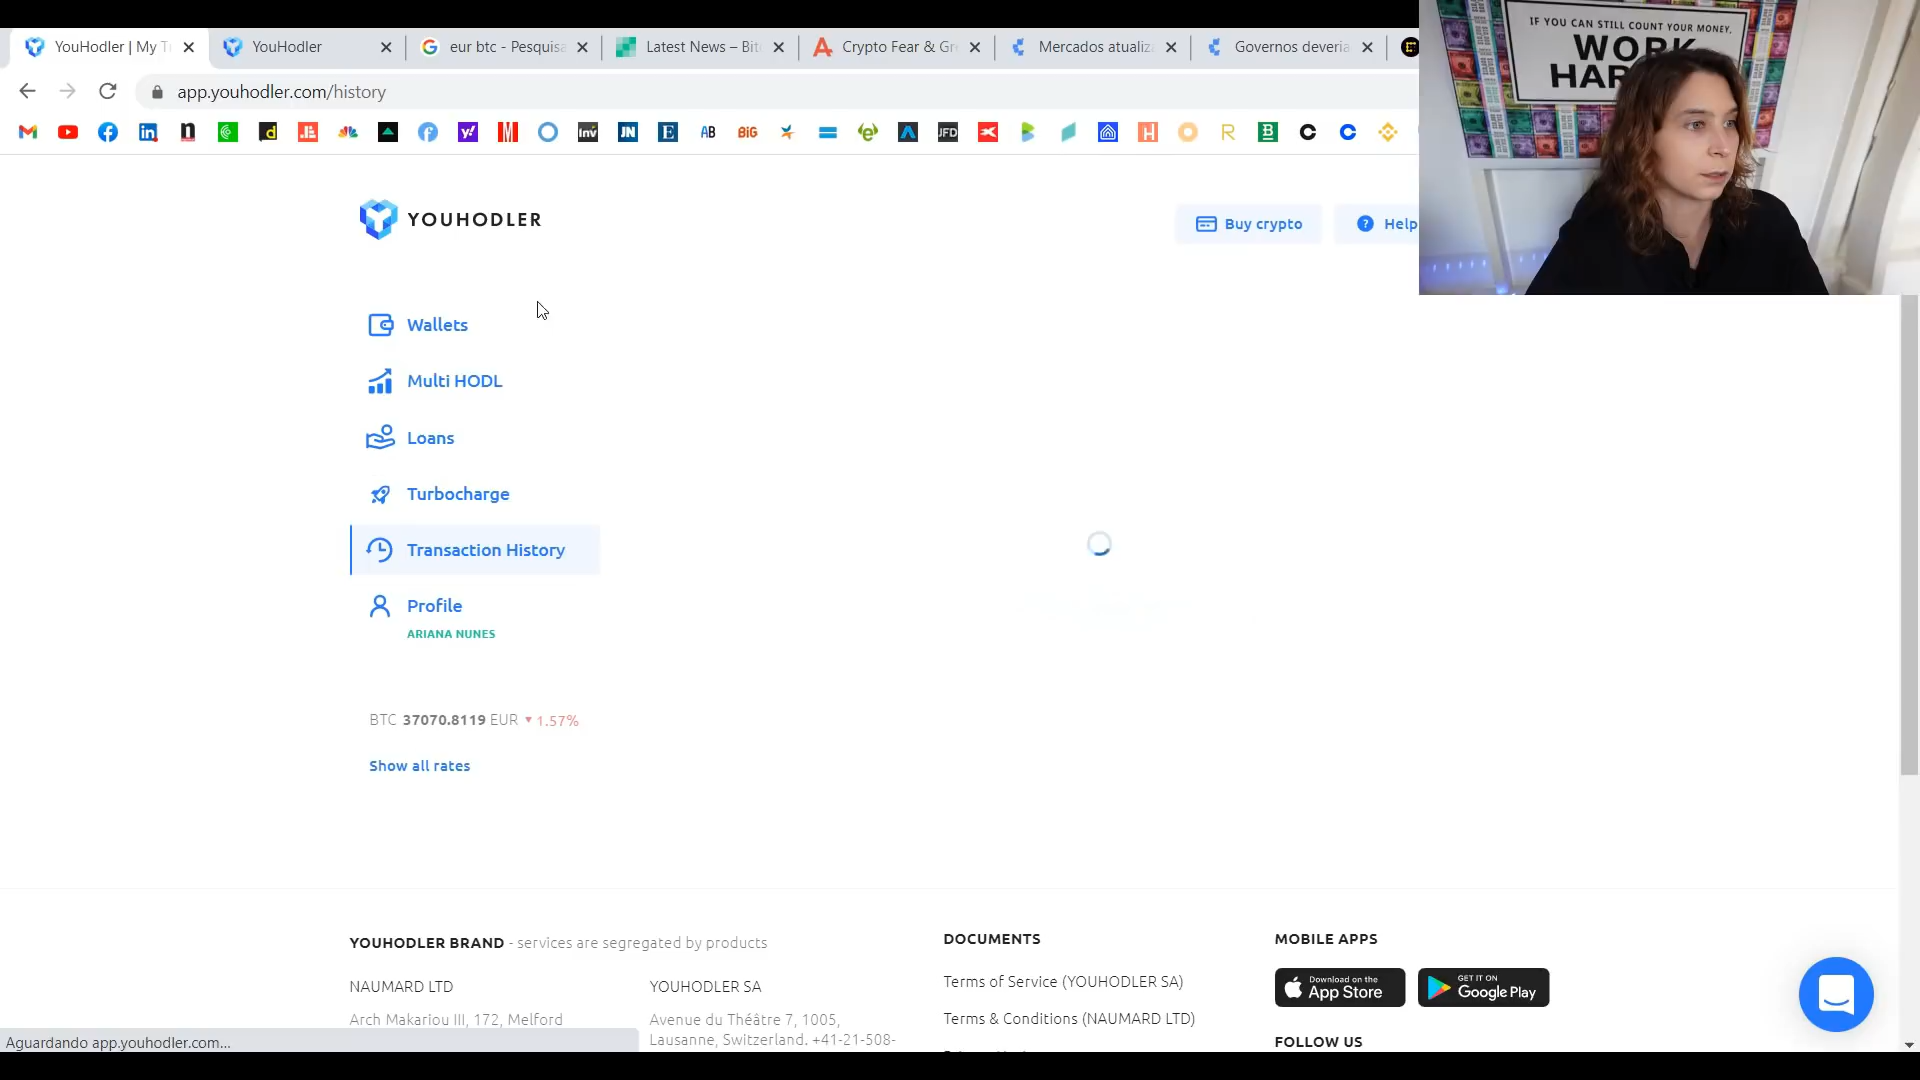 YouHodler | My T
YouHodler
eur btc - Pesquisa
Latest News – Bit
Crypto Fear & Gr
Mercados atualiza
Governos deveria
app.youhodler.com/history
IF YOU CAN STILL COUNT YOUR MONEY,
WORK
HAR
YOUHODLER
Buy crypto
Help
Wallets
Multi HODL
Loans
Turbocharge
Transaction History
Profile
ARIANA NUNES
BTC 37070.8119 EUR ▼ 1.57%
Show all rates
YOUHODLER BRAND - services are segregated by products
NAUMARD LTD
Arch Makariou III, 172, Melford
YOUHODLER SA
Avenue du Théâtre 7, 1005,
Lausanne, Switzerland. +41-21-508-
DOCUMENTS
Terms of Service (YOUHODLER SA)
Terms & Conditions (NAUMARD LTD)
MOBILE APPS
Download on the
App Store
GET IT ON
Google Play
FOLLOW US
Aguardando app.youhodler.com...